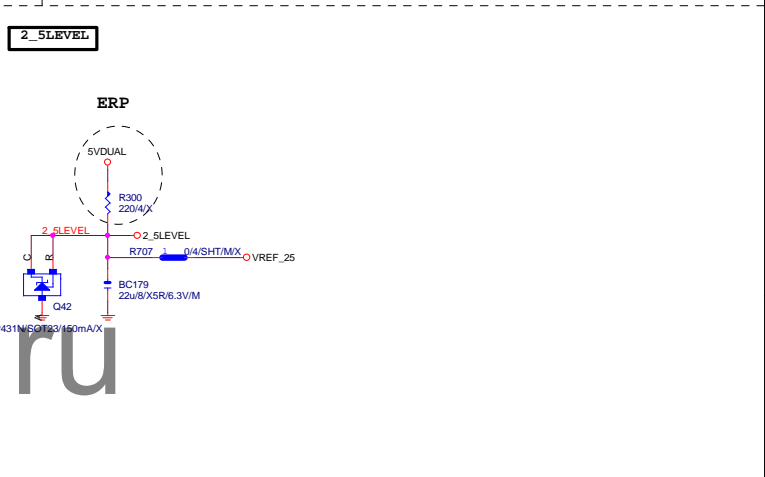 2_5LEVEL
ERP
5VDUAL
R300
220/4/X
2_5LEVEL
2_5LEVEL
C
R
R707
1
0/4/SHT/M/X
VREF_25
BC179
22u/8/X5R/6.3V/M
Q42
A
431N/SOT23/150mA/X
ru